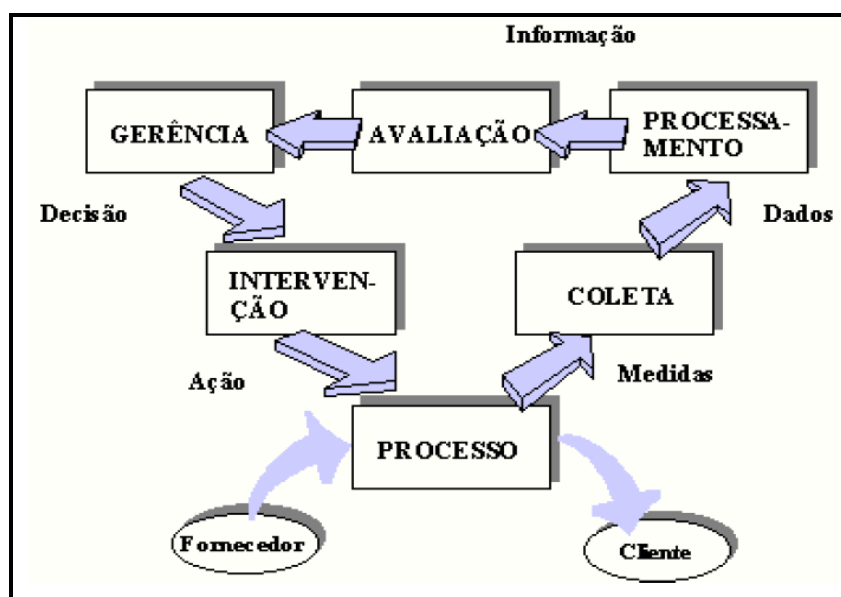 Informação
GERÊNCIA
AVALIAÇÃO
PROCESSA-
MENTO
Decisão
Dados
INTERVEN-
ÇÃO
COLETA
Ação
Medidas
PROCESSO
Fornecedor
Cliente